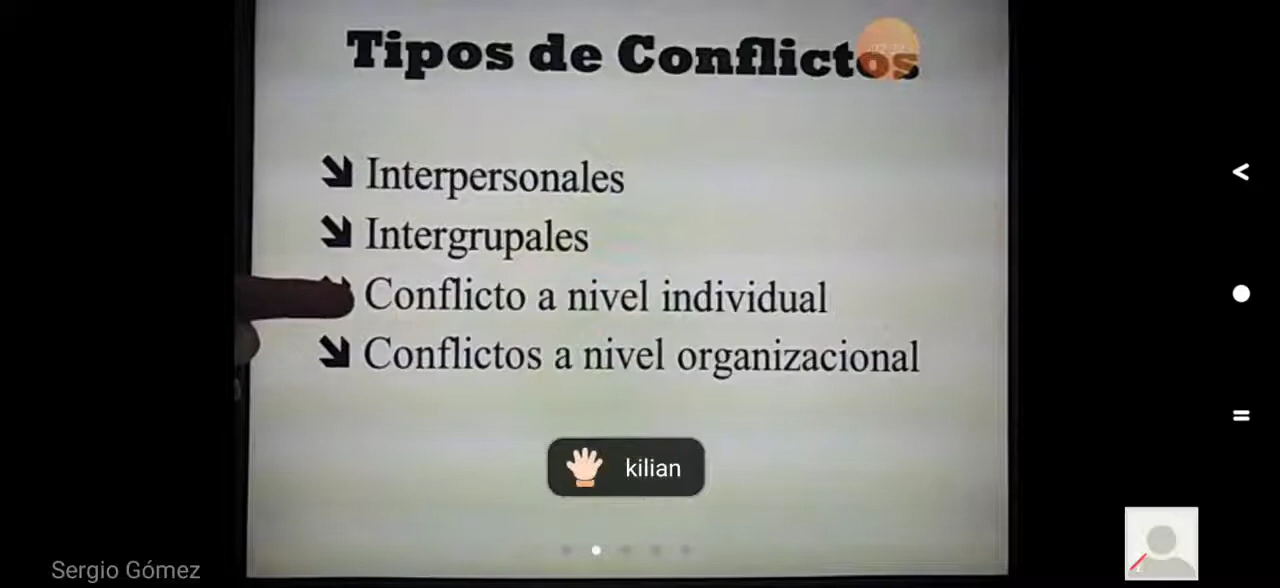 Tipos de Conflictos
Interpersonales
Intergrupales
Conflicto a nivel individual
Conflictos a nivel organizacional
kilian
Sergio Gómez